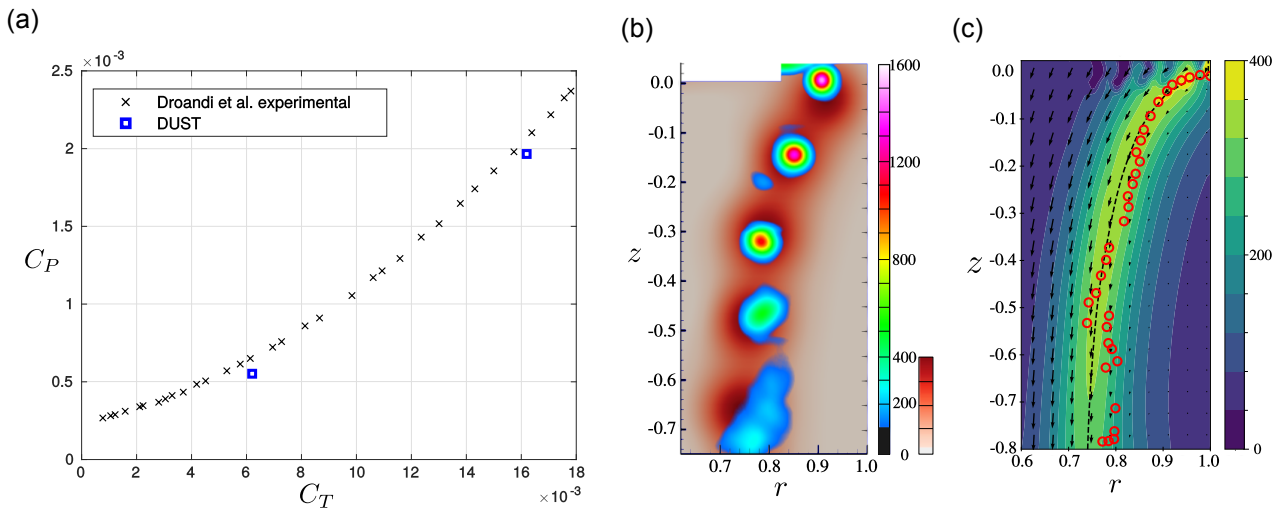 (a)
× 10⁻³
2.5
2
1.5
1
0.5
0
C_P
× Droandi et al. experimental
DUST
0 2 4 6 8 10 12 14 16 18
C_T
× 10⁻³
(b)
0.0
-0.1
-0.2
-0.3
-0.4
-0.5
-0.6
-0.7
z
0.7 0.8 0.9 1.0
r
1600
1200
800
400
0
400
200
0
(c)
0.0
-0.1
-0.2
-0.3
-0.4
-0.5
-0.6
-0.7
-0.8
z
0.6 0.7 0.8 0.9 1.0
r
400
200
0